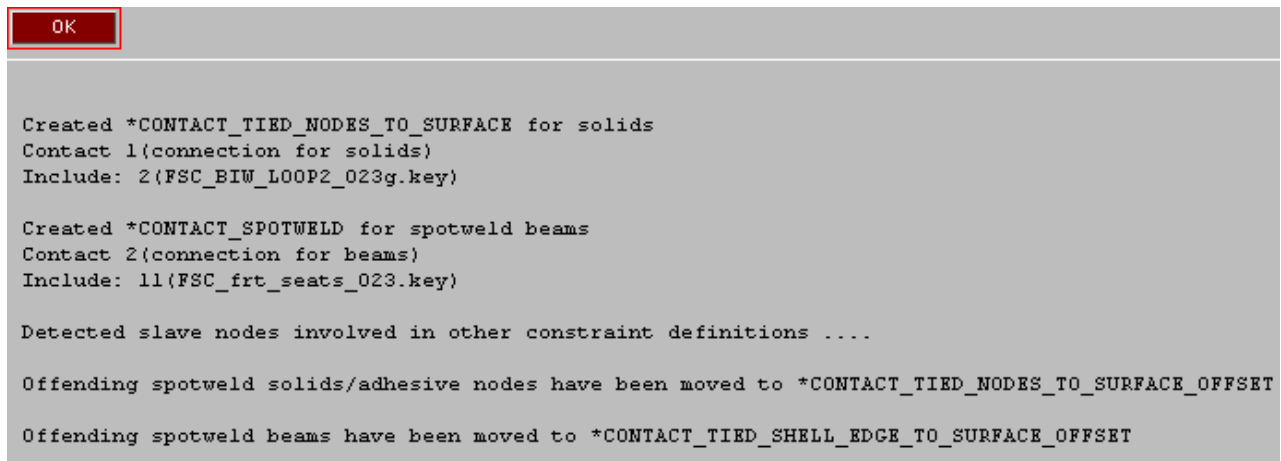 OK
Created *CONTACT_TIED_NODES_TO_SURFACE for solids
Contact 1(connection for solids)
Include: 2(FSC_BIW_LOOP2_023g.key)
Created *CONTACT_SPOTWELD for spotweld beams
Contact 2(connection for beams)
Include: 11(FSC_frt_seats_023.key)
Detected slave nodes involved in other constraint definitions ....
Offending spotweld solids/adhesive nodes have been moved to *CONTACT_TIED_NODES_TO_SURFACE_OFFSET
Offending spotweld beams have been moved to *CONTACT_TIED_SHELL_EDGE_TO_SURFACE_OFFSET